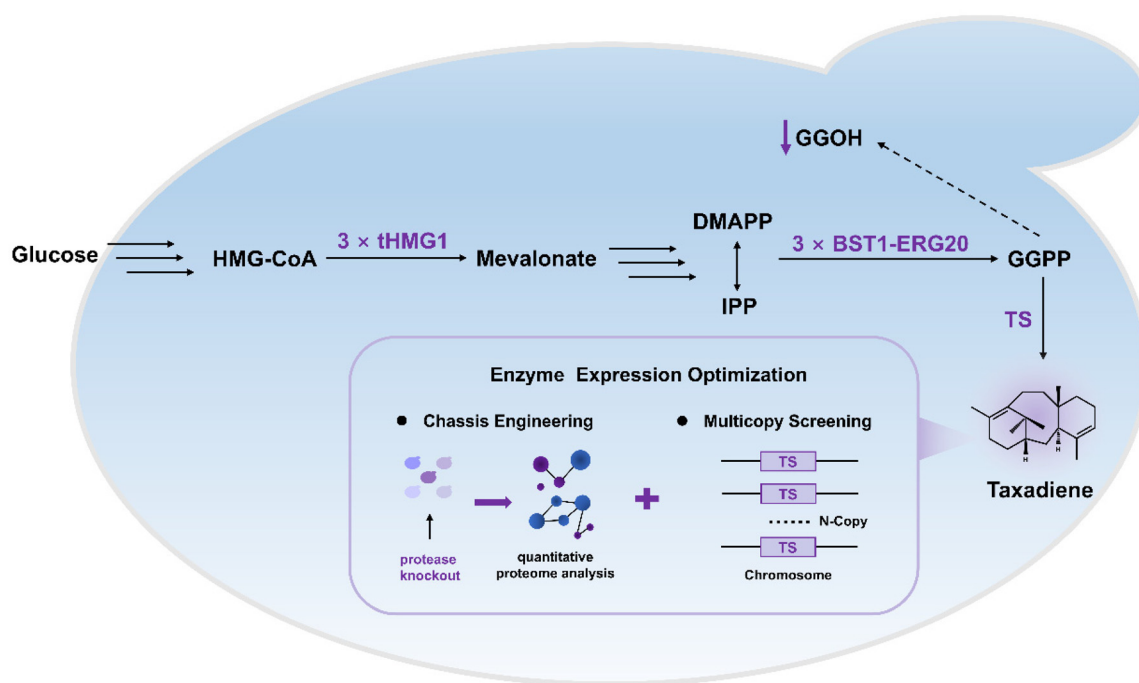 GGOH
DMAPP
Glucose
HMG-CoA
3 × tHMG1
Mevalonate
3 × BST1-ERG20
GGPP
IPP
TS
Enzyme Expression Optimization
Chassis Engineering
Multicopy Screening
TS
TS
N-Copy
TS
protease
knockout
quantitative
proteome analysis
Chromosome
H
H
Taxadiene